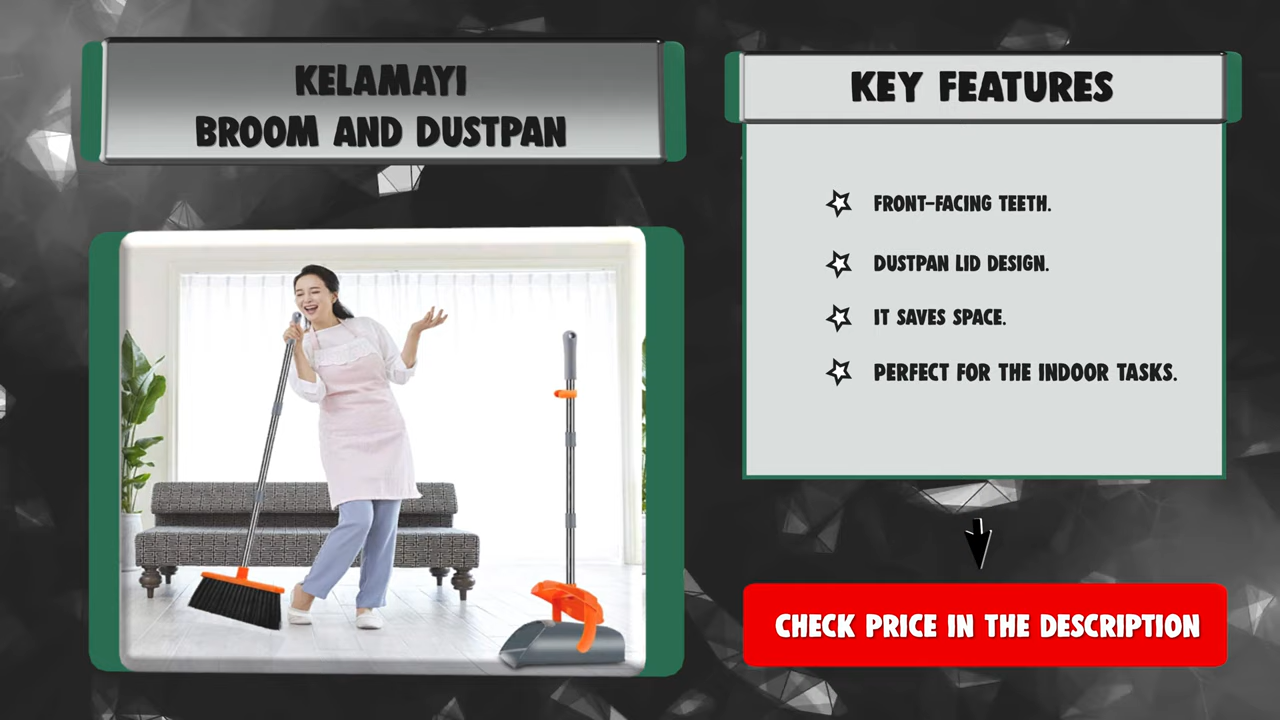 KELAMAYI
BROOM AND DUSTPAN
KEY FEATURES
FRONT-FACING TEETH.
DUSTPAN LID DESIGN.
IT SAVES SPACE.
PERFECT FOR THE INDOOR TASKS.
CHECK PRICE IN THE DESCRIPTION